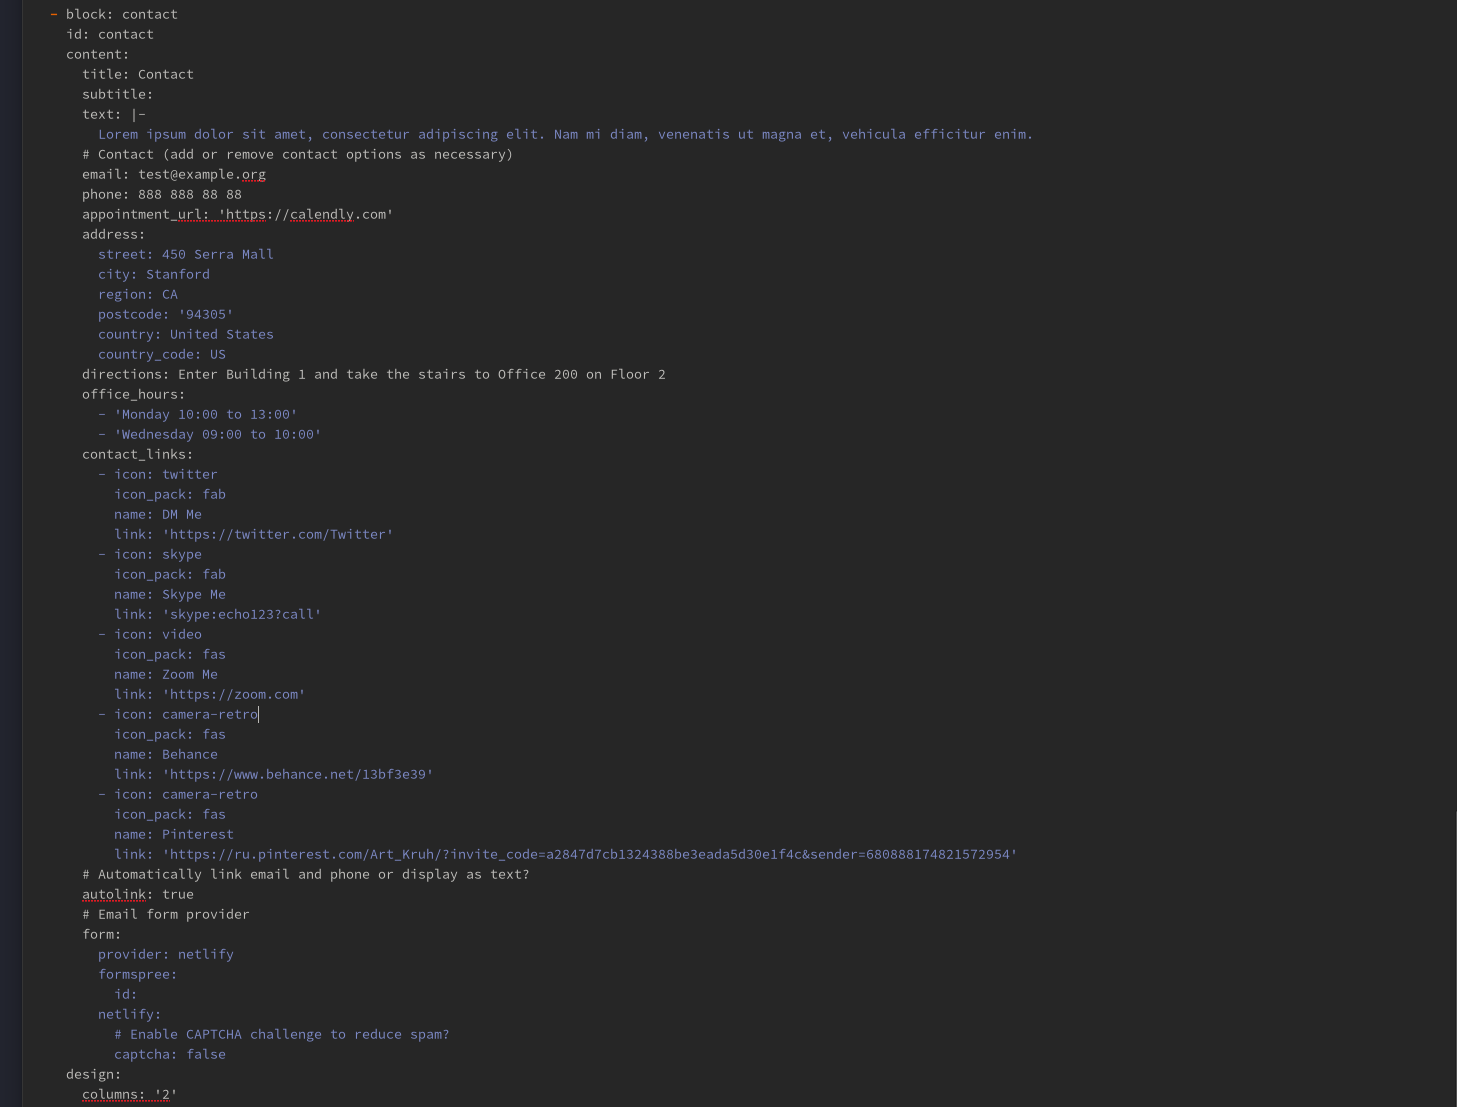 - block: contact
id: contact
content:
title: Contact
subtitle:
text: |-
Lorem ipsum dolor sit amet, consectetur adipiscing elit. Nam mi diam, venenatis ut magna et, vehicula efficitur enim.
# Contact (add or remove contact options as necessary)
email: test@example.org
phone: 888 888 88 88
appointment_url: 'https://calendly.com'
address:
street: 450 Serra Mall
city: Stanford
region: CA
postcode: '94305'
country: United States
country_code: US
directions: Enter Building 1 and take the stairs to Office 200 on Floor 2
office_hours:
- 'Monday 10:00 to 13:00'
- 'Wednesday 09:00 to 10:00'
contact_links:
- icon: twitter
icon_pack: fab
name: DM Me
link: 'https://twitter.com/Twitter'
- icon: skype
icon_pack: fab
name: Skype Me
link: 'skype:echo123?call'
- icon: video
icon_pack: fas
name: Zoom Me
link: 'https://zoom.com'
- icon: camera-retro
icon_pack: fas
name: Behance
link: 'https://www.behance.net/13bf3e39'
- icon: camera-retro
icon_pack: fas
name: Pinterest
link: 'https://ru.pinterest.com/Art_Kruh/?invite_code=a2847d7cb1324388be3eada5d30e1f4c&sender=680888174821572954'
# Automatically link email and phone or display as text?
autolink: true
# Email form provider
form:
provider: netlify
formspree:
id:
netlify:
# Enable CAPTCHA challenge to reduce spam?
captcha: false
design:
columns: '2'